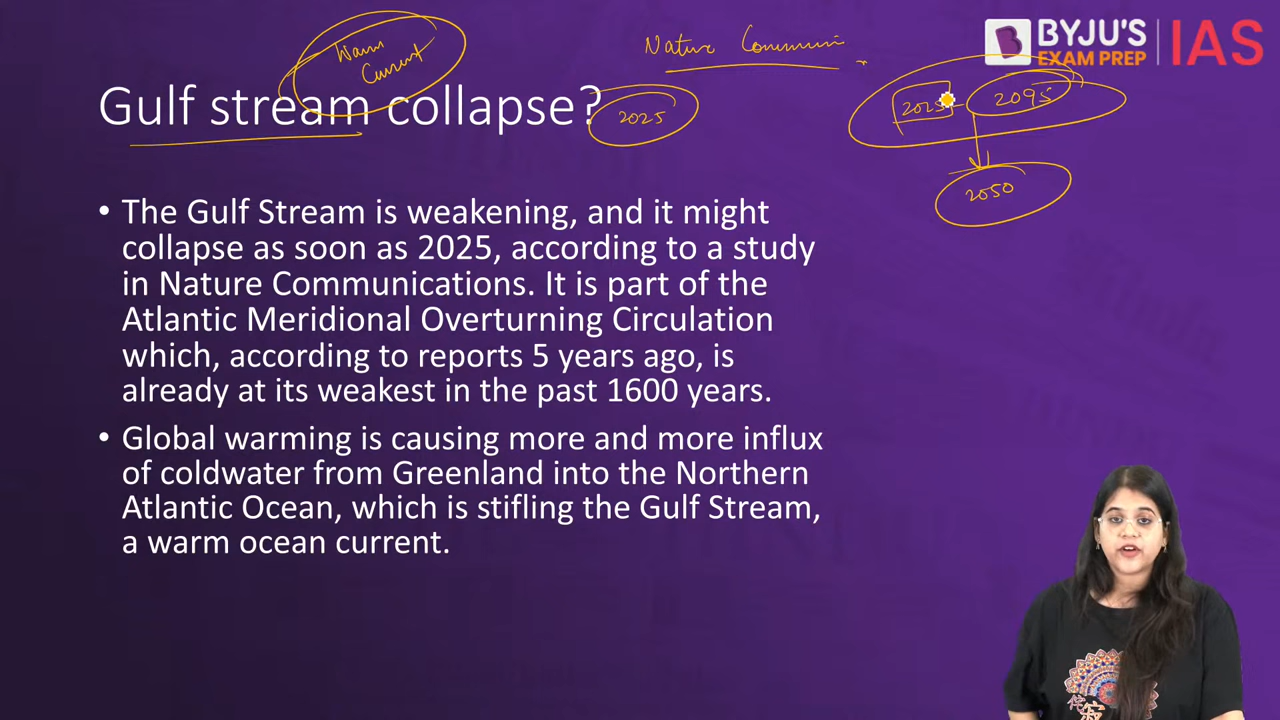 Warm
Current
Nature Communi
BYJU'S
EXAM PREP
IAS
Gulf stream collapse?
2025
2025 - 2095
2050
• The Gulf Stream is weakening, and it might
collapse as soon as 2025, according to a study
in Nature Communications. It is part of the
Atlantic Meridional Overturning Circulation
which, according to reports 5 years ago, is
already at its weakest in the past 1600 years.
• Global warming is causing more and more influx
of coldwater from Greenland into the Northern
Atlantic Ocean, which is stifling the Gulf Stream,
a warm ocean current.